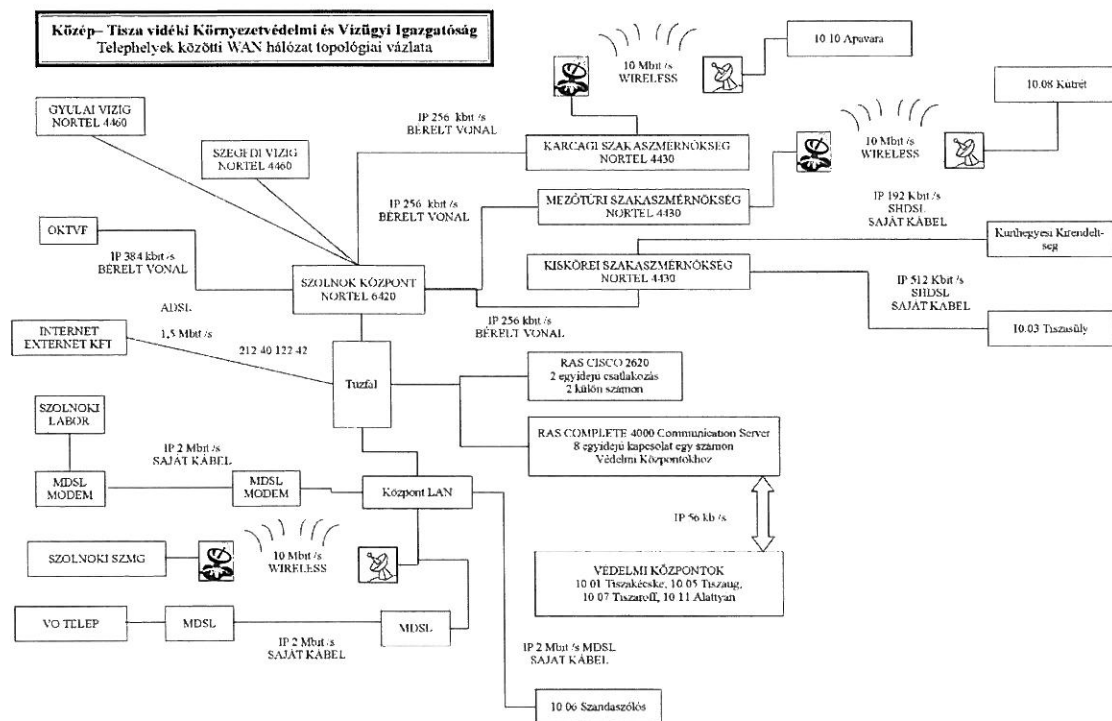 Közép– Tisza vidéki Környezetvédelmi és Vízügyi Igazgatóság
Telephelyek közötti WAN hálózat topológiai vázlata
10 10 Apavara
10 Mbit /s
WIRELESS
10.08 Kútrét
GYULAI VIZIG
NORTEL 4460
IP 256 kbit /s
BÉRELT VONAL
SZEGEDI VIZIG
NORTEL 4460
KARCAGI SZAKASZMÉRNÖKSÉG
NORTEL 4430
10 Mbit /s
WIRELESS
IP 256 kbit /s
BÉRELT VONAL
MEZŐTÚRI SZAKASZMÉRNÖKSÉG
NORTEL 4430
IP 192 Kbit /s
SHDSL
SAJÁT KÁBEL
OKTVF
IP 384 kbit /s
BÉRELT VONAL
Kunhegyesi Kirendelt-
seg
SZOLNOK KÖZPONT
NORTEL 6420
KISKÖREI SZAKASZMÉRNÖKSÉG
NORTEL 4430
IP 512 Kbit /s
SHDSL
SAJÁT KÁBEL
ADSL
1,5 Mbit /s
INTERNET
EXTERNET KFT
212 40 122 42
IP 256 kbit /s
BÉRELT VONAL
10.03 Tiszasüly
Tuzfal
RAS CISCO 2620
2 egyidejű csatlakozás
2 külön számon
SZOLNOKI
LABOR
RAS COMPLETE 4000 Communication Server
8 egyidejű kapcsolat egy számon
Védelmi Központokhoz
IP 2 Mbit /s
SAJÁT KÁBEL
MDSL
MODEM
MDSL
MODEM
Központ LAN
IP 56 kb /s
SZOLNOKI SZMG
10 Mbit /s
WIRELESS
VÉDELMI KÖZPONTOK
10 01 Tiszakécske, 10 05 Tiszaug,
10 07 Tiszaroff, 10 11 Alattyan
VO TELEP
MDSL
MDSL
IP 2 Mbit /s
SAJÁT KÁBEL
IP 2 Mbit /s MDSL
SAJÁT KÁBEL
10 06 Szandaszőlős